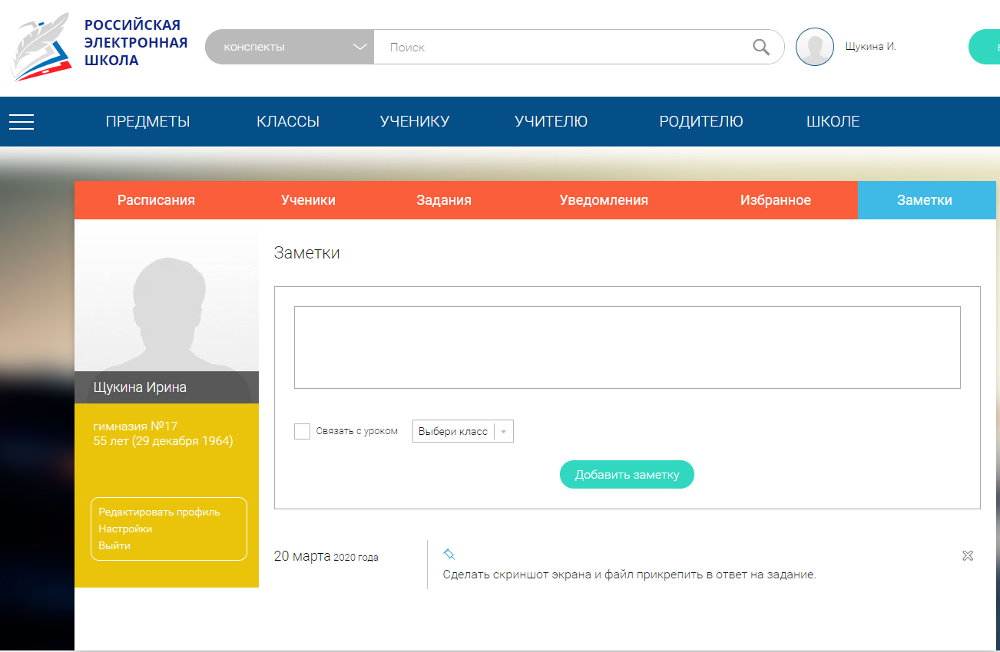 РОССИЙСКАЯ
ЭЛЕКТРОННАЯ
ШКОЛА
конспекты
Поиск
Щукина И.
ПРЕДМЕТЫ КЛАССЫ УЧЕНИКУ УЧИТЕЛЮ РОДИТЕЛЮ ШКОЛЕ
Расписания Ученики Задания Уведомления Избранное Заметки
Заметки
Щукина Ирина
гимназия №17
55 лет (29 декабря 1964)
Редактировать профиль
Настройки
Выйти
Связать с уроком Выбери класс
Добавить заметку
20 марта 2020 года
Сделать скриншот экрана и файл прикрепить в ответ на задание.